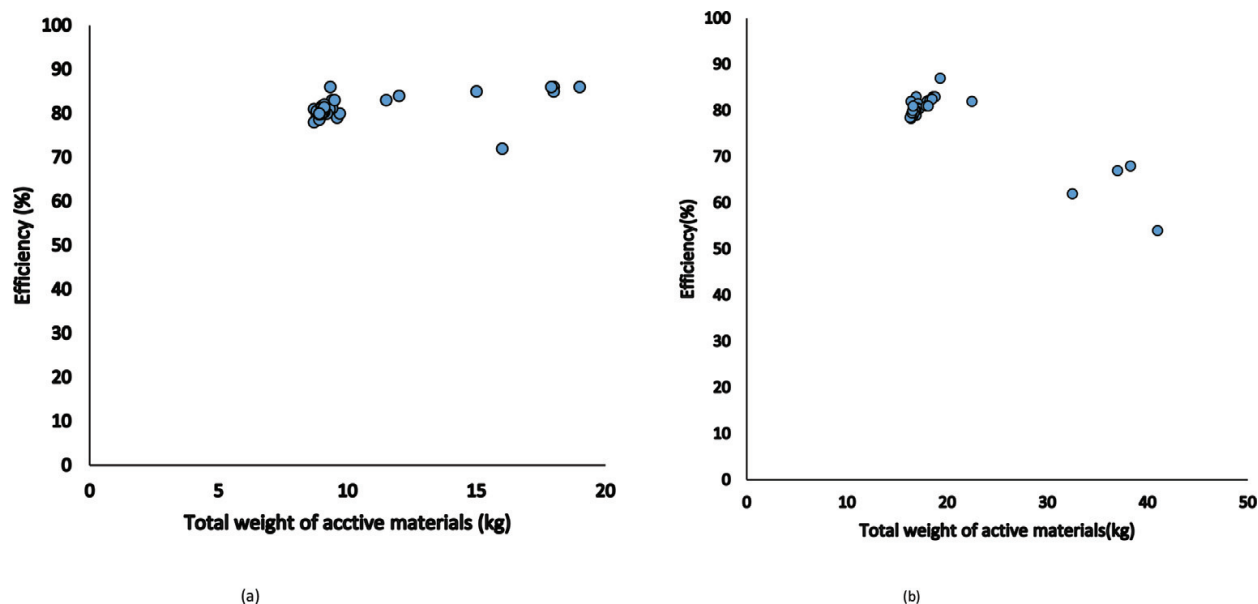 100
90
80
70
60
50
40
30
20
10
0
Efficiency (%)
0 5 10 15 20
Total weight of acctive materials (kg)
(a)
100
90
80
70
60
50
40
30
20
10
0
Efficiency(%)
0 10 20 30 40 50
Total weight of active materials(kg)
(b)